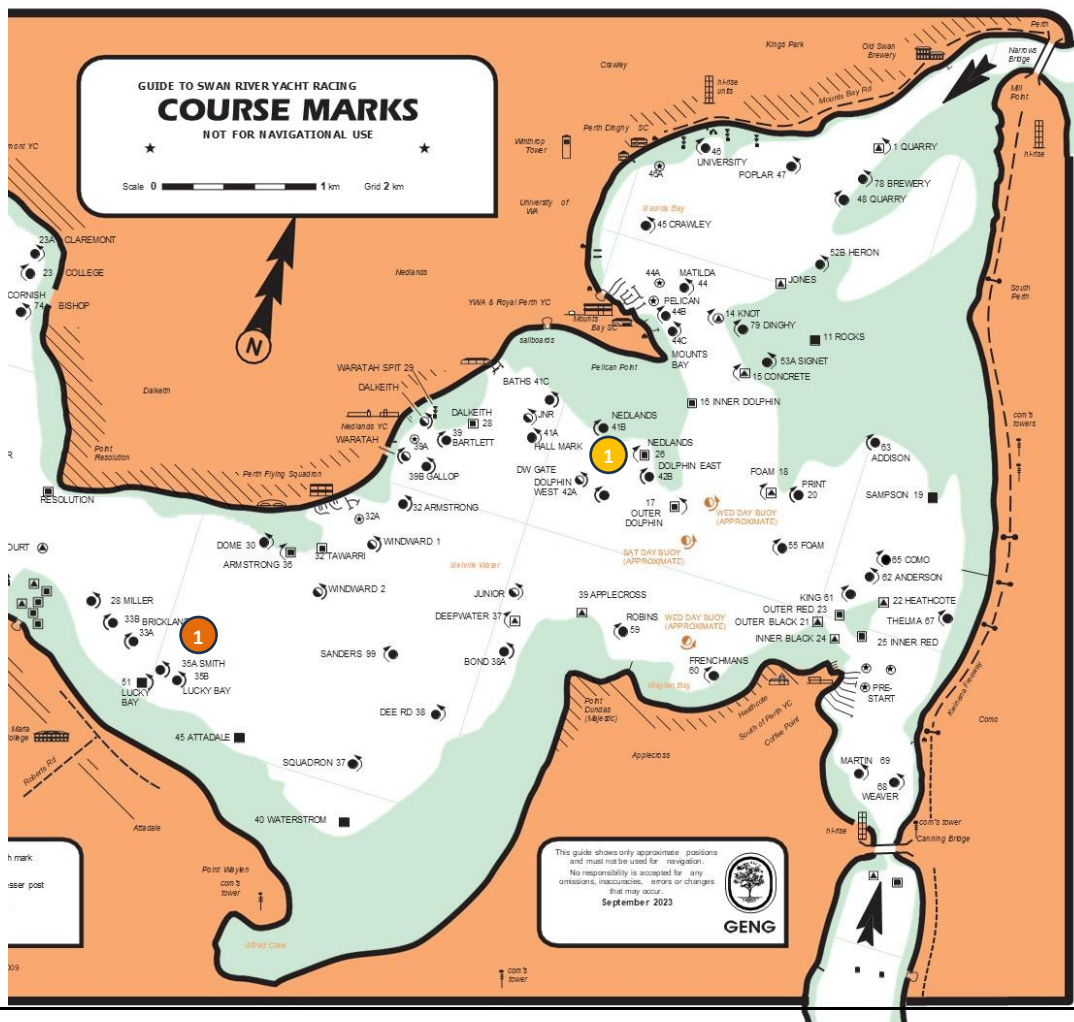 GUIDE TO SWAN RIVER YACHT RACING
COURSE MARKS
NOT FOR NAVIGATIONAL USE
Scale 0
1 km
Grid 2 km
N
mont YC
Crawley
Kings Park
Old Swan
Brewery
Perth
Narrows
Bridge
Mill
Point
hi-rise
units
Mounts Bay Rd
hi-rise
Perth Dinghy SC
Winthrop
Tower
University of
WA
46
UNIVERSITY
46A
POPLAR 47
1 QUARRY
78 BREWERY
48 QUARRY
Matilda Bay
45 CRAWLEY
52B HERON
JONES
South
Perth
23A CLAREMONT
23 COLLEGE
CORNISH
74 BISHOP
Nedlands
44A
MATILDA
44
PELICAN
44B
44C
MOUNTS
BAY
14 KNOT
79 DINGHY
11 ROCKS
53A SIGNET
15 CONCRETE
16 INNER DOLPHIN
YWA & Royal Perth YC
Mounts
Bay SC
sailboards
Pelican Point
Dalkeith
WARATAH SPIT 29
DALKEITH
Nedlands YC
WARATAH
BATHS 41C
DALKEITH
28
39
BARTLETT
39A
39B GALLOP
JNR
41A
HALL MARK
NEDLANDS
41B
1
NEDLANDS
26
DOLPHIN EAST
42B
DW GATE
DOLPHIN
WEST 42A
17
OUTER
DOLPHIN
Point
Resolution
RESOLUTION
Perth Flying Squadron
32 ARMSTRONG
32A
FOAM 18
PRINT
20
63
ADDISON
SAMPSON 19
com's
towers
WED DAY BUOY
(APPROXIMATE)
SAT DAY BUOY
(APPROXIMATE)
DOME 30
ARMSTRONG 36
32 TAWARRI
WINDWARD 1
WINDWARD 2
Melville Water
55 FOAM
65 COMO
62 ANDERSON
KING 61
22 HEATHCOTE
OUTER RED 23
OUTER BLACK 21
INNER BLACK 24
THELMA 67
25 INNER RED
OURT
28 MILLER
33B
33A
1
JUNIOR
DEEPWATER 37
39 APPLECROSS
ROBINS
59
WED DAY BUOY
(APPROXIMATE)
FRENCHMANS
60
SANDERS 99
BOND 38A
35A SMITH
35B
LUCKY BAY
51
LUCKY
BAY
PRE-
START
Waylen Bay
Heathcote
South of Perth YC
Coffee Point
Kwinana Freeway
Como
DEE RD 38
Point
Dundas
(Majestic)
Applecross
45 ATTADALE
SQUADRON 37
40 WATERSTROM
Roberts Rd
Attadale
MARTIN 69
68
WEAVER
hi-rise
com's tower
Canning Bridge
Point Waylen
com's
tower
Alfred Cove
com's
tower
h mark
esser post
009
This guide shows only approximate positions
and must not be used for navigation.
No responsibility is accepted for any
omissions, inaccuracies, errors or changes
that may occur.
September 2023
GENG